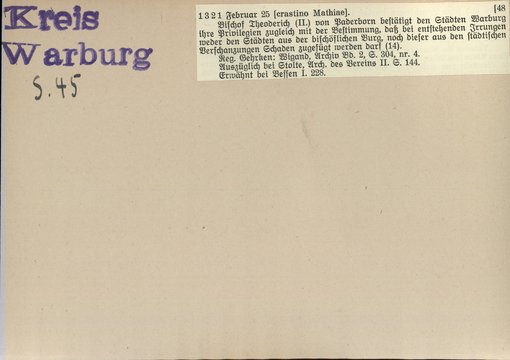 Kreis
Warburg
S. 45
[48
1321 Februar 25 [crastino Mathiae].
Bischof Theoderich (II.) von Paderborn bestätigt den Städten Warburg
ihre Privilegien zugleich mit der Bestimmung, daß bei entstehenden Irrungen
weder den Städten aus der bischöflichen Burg, noch dieser aus den städtischen
Verschanzungen Schaden zugefügt werden darf (14).
Reg. Gehrken: Wigand, Archiv Bd. 2, S. 304, nr. 4.
Auszüglich bei Stolte, Arch. des Vereins II. S. 144.
Erwähnt bei Bessen I. 228.